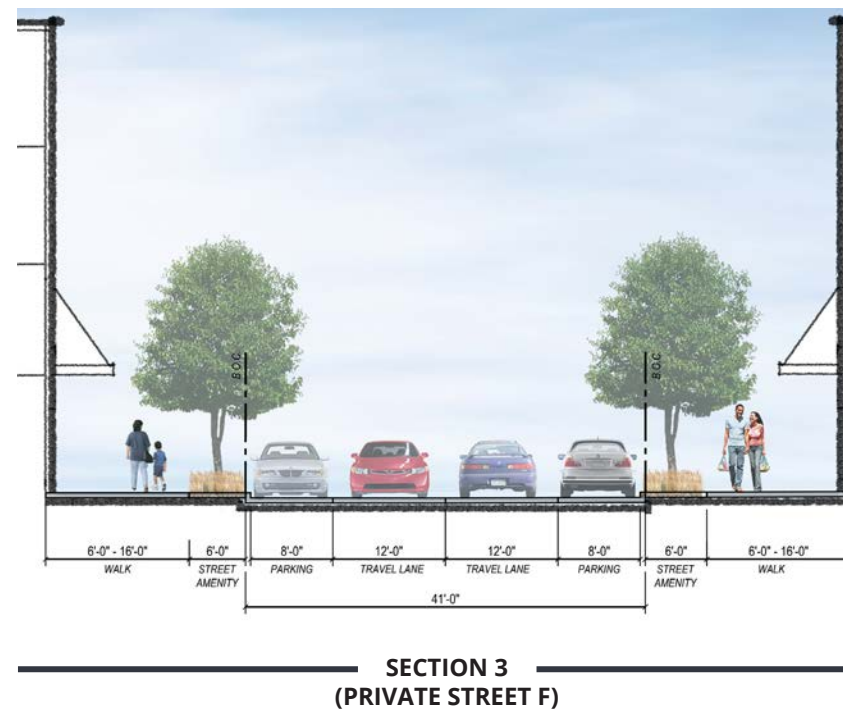 B.O.C.
B.O.C.
6'-0" - 16'-0" 6'-0" 8'-0" 12'-0" 12'-0" 8'-0" 6'-0" 6'-0" - 16'-0"
WALK STREET AMENITY PARKING TRAVEL LANE TRAVEL LANE PARKING STREET AMENITY WALK
41'-0"
SECTION 3
(PRIVATE STREET F)